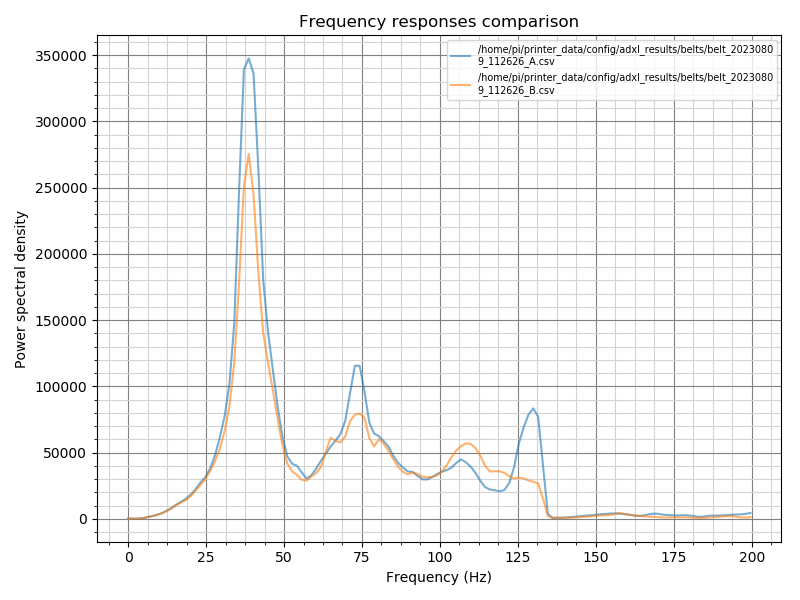 Frequency responses comparison
/home/pi/printer_data/config/adxl_results/belts/belt_2023080
9_112626_A.csv
/home/pi/printer_data/config/adxl_results/belts/belt_2023080
9_112626_B.csv
350000
300000
250000
200000
150000
100000
50000
0
Power spectral density
0 25 50 75 100 125 150 175 200
Frequency (Hz)